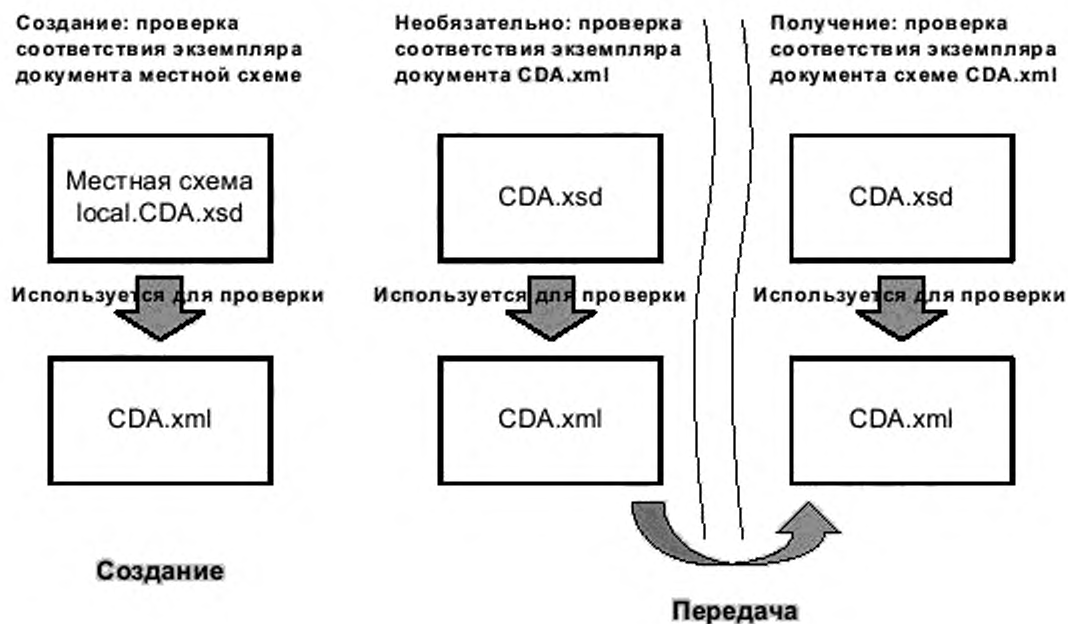 Создание: проверка
соответствия экземпляра
документа местной схеме
Необязательно: проверка
соответствия экземпляра
документа CDA.xml
Получение: проверка
соответствия экземпляра
документа схеме CDA.xml
Местная схема
local.CDA.xsd
CDA.xsd
CDA.xsd
Используется для проверки
Используется для проверки
Используется для проверки
CDA.xml
CDA.xml
CDA.xml
Создание
Передача